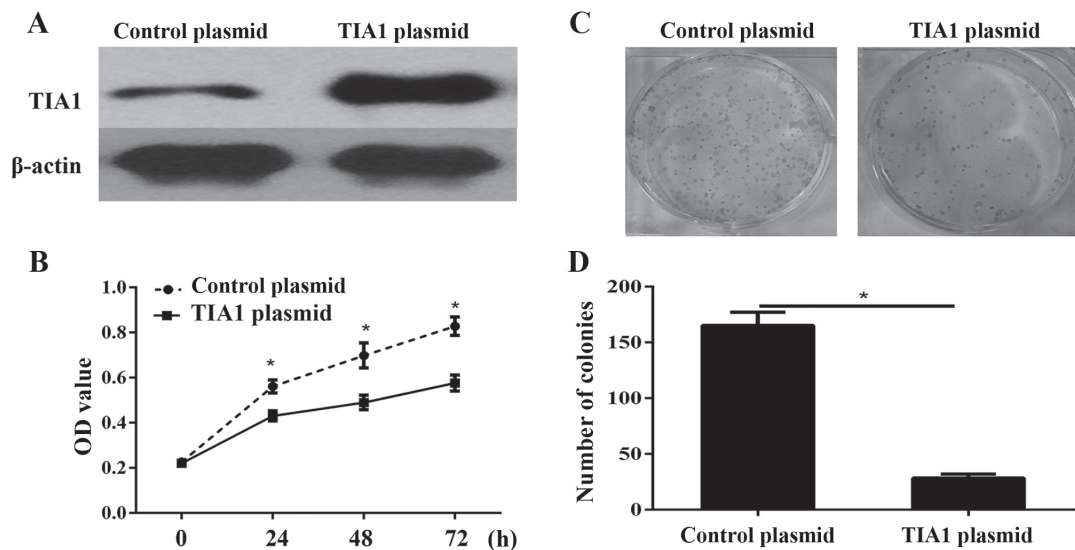 A
Control plasmid TIA1 plasmid
TIA1
β-actin
B
1.0
0.8
0.6
0.4
0.2
0.0
OD value
Control plasmid
TIA1 plasmid
* * *
0 24 48 72 (h)
C
Control plasmid TIA1 plasmid
D
200
150
100
50
0
Number of colonies
*
Control plasmid TIA1 plasmid